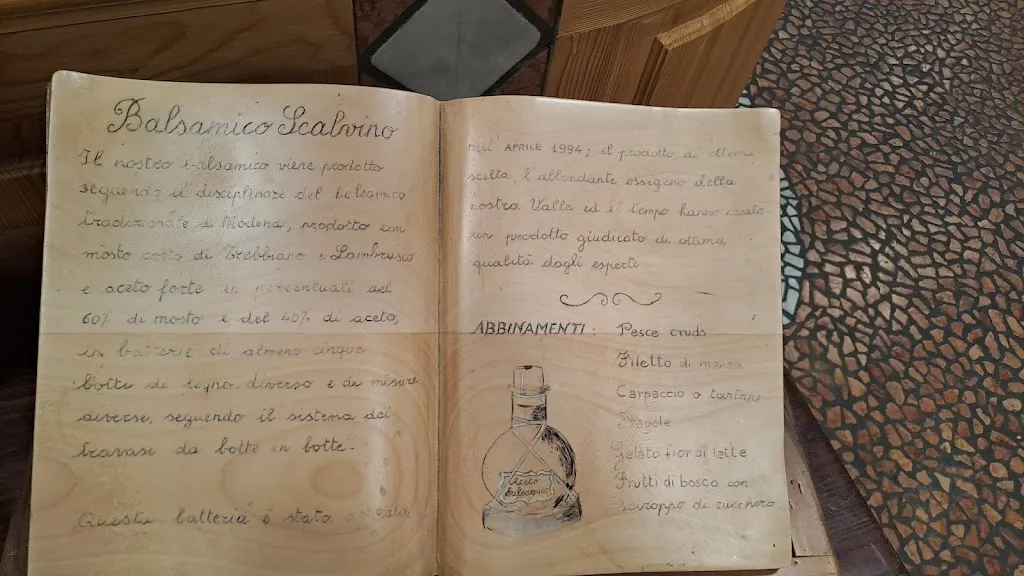 Balsamico Scalvino
Il nostro balsamico viene prodotto
seguendo il disciplinare del balsamico
tradizionale di Modena, prodotto con
mosto cotto di Trebbiano e Lambrusco
e aceto forte in percentuali del
60% di mosto e del 40% di aceto,
in batterie di almeno cinque
botti di legno diverso e di misure
diverse, seguendo il sistema dei
travasi da botte in botte.
Questa batteria è stata
APRILE 1994; il prodotto di ottima
scelta, l'abbondante ossigeno della
nostra Valle ed il tempo hanno creato
un prodotto giudicato di ottima
qualità dagli esperti
ABBINAMENTI: Pesce crudo
Filetto di manzo
Carpaccio o tartare
Fragole
Gelato fior di latte
Frutti di bosco con
sciroppo di zucchero
Aceto
balsamico